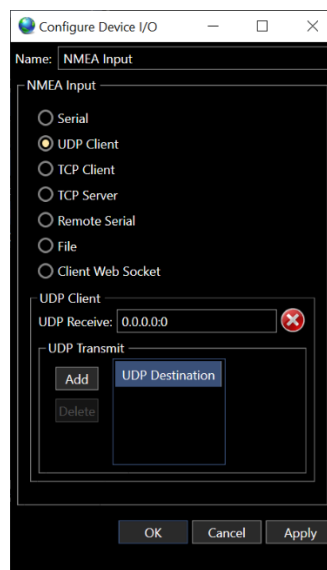 Configure Device I/O
Name: NMEA Input
NMEA Input
Serial
UDP Client
TCP Client
TCP Server
Remote Serial
File
Client Web Socket
UDP Client
UDP Receive: 0.0.0.0:0
UDP Transmit
Add
UDP Destination
Delete
OK Cancel Apply